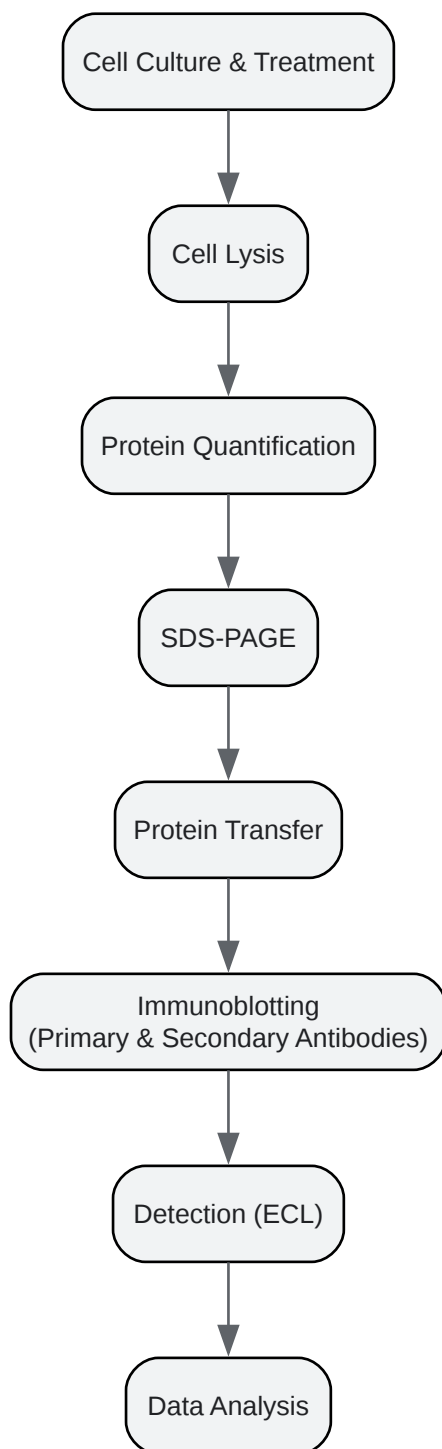 Cell Culture & Treatment
Cell Lysis
Protein Quantification
SDS-PAGE
Protein Transfer
Immunoblotting
(Primary & Secondary Antibodies)
Detection (ECL)
Data Analysis